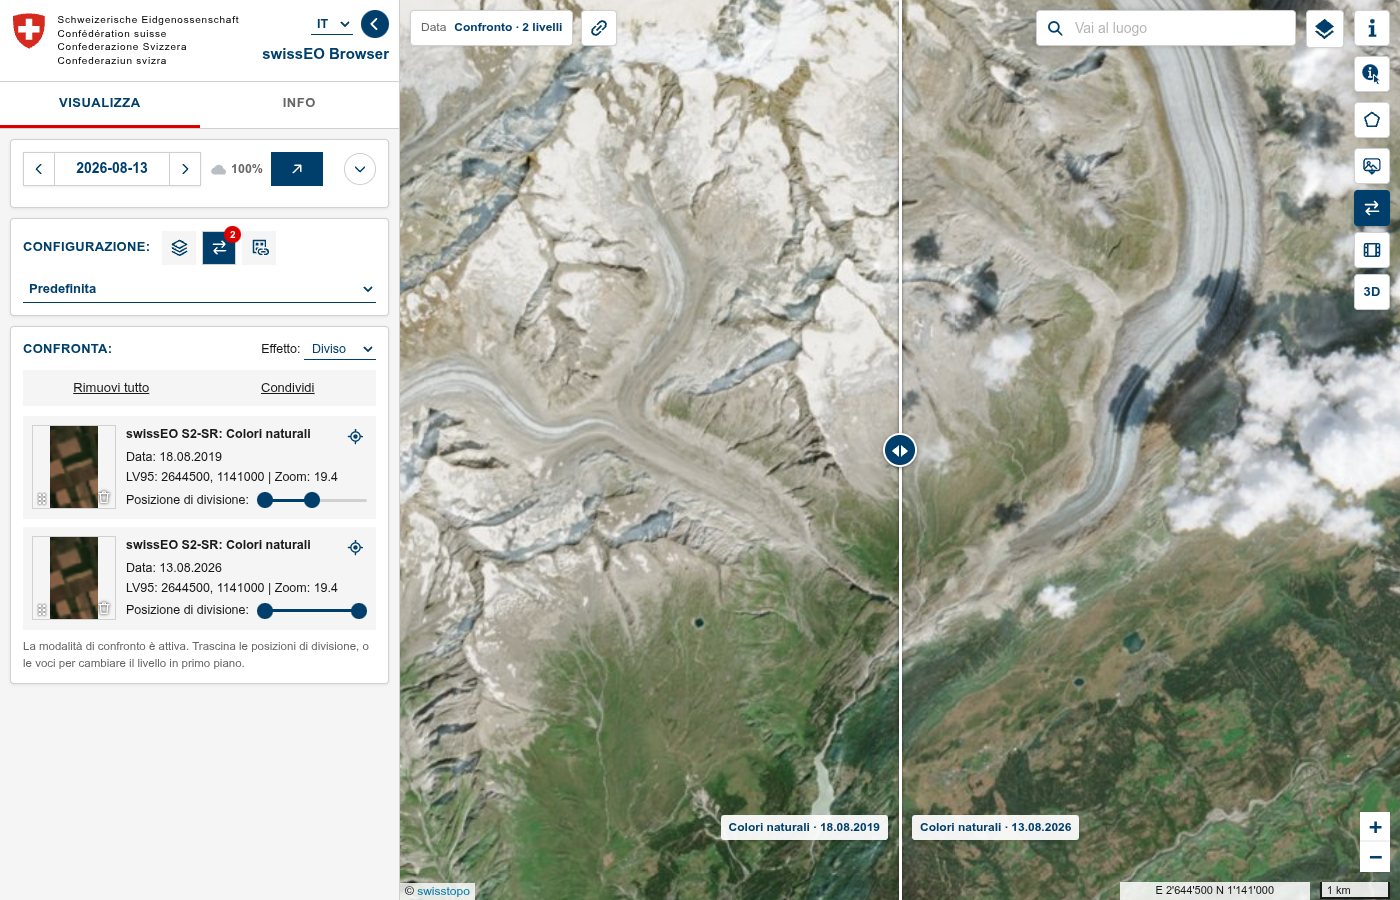 Schweizerische Eidgenossenschaft
Confédération suisse
Confederazione Svizzera
Confederaziun svizra
IT
swissEO Browser
VISUALIZZA
INFO
2026-08-13
100%
CONFIGURAZIONE:
2
Predefinita
CONFRONTA:
Effetto: Diviso
Rimuovi tutto
Condividi
swissEO S2-SR: Colori naturali
Data: 18.08.2019
LV95: 2644500, 1141000 | Zoom: 19.4
Posizione di divisione:
swissEO S2-SR: Colori naturali
Data: 13.08.2026
LV95: 2644500, 1141000 | Zoom: 19.4
Posizione di divisione:
La modalità di confronto è attiva. Trascina le posizioni di divisione, o
le voci per cambiare il livello in primo piano.
Data Confronto · 2 livelli
Vai al luogo
3D
Colori naturali · 18.08.2019
Colori naturali · 13.08.2026
© swisstopo
E 2'644'500 N 1'141'000
1 km